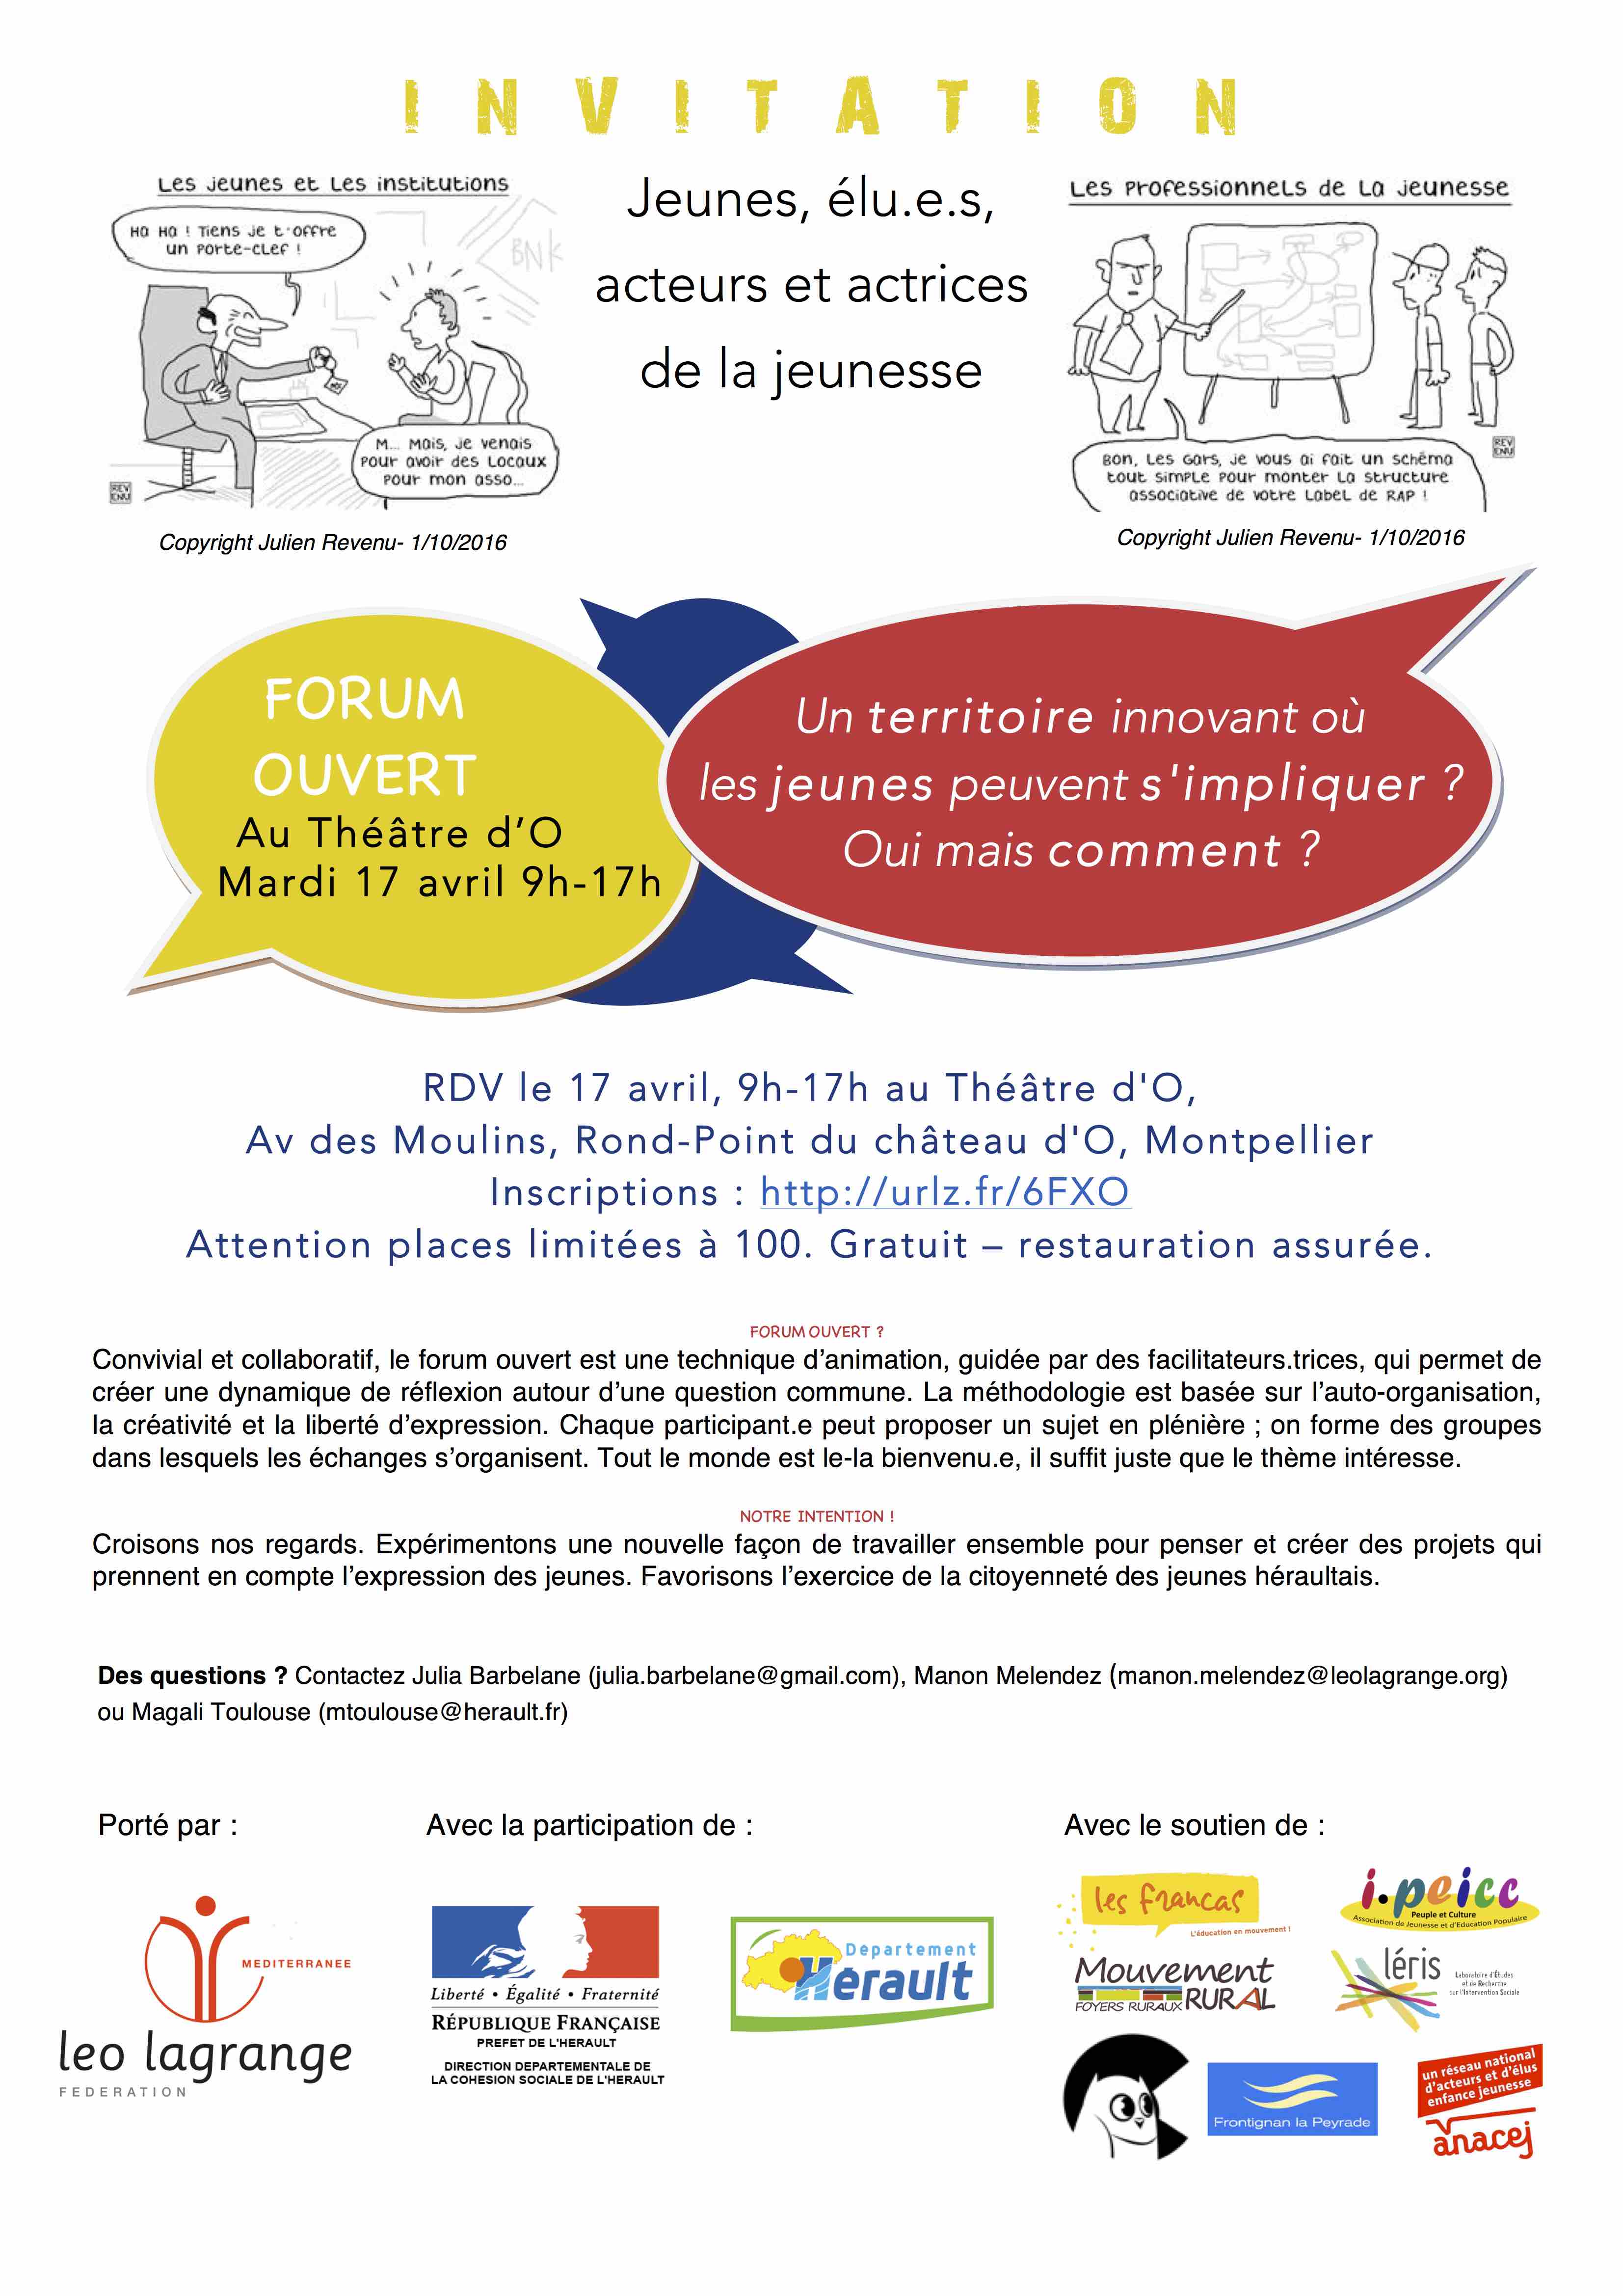 INVITATION
Les jeunes et les institutions
Ha Ha ! Tiens je t'offre
un porte-clef !
BNK
M... Mais, je venais
pour avoir des locaux
pour mon asso...
REV
ENU
Copyright Julien Revenu- 1/10/2016
Jeunes, élu.e.s,
acteurs et actrices
de la jeunesse
Les professionnels de la jeunesse
Bon, les gars, je vous ai fait un schéma
tout simple pour monter la structure
associative de votre label de RAP !
REV
ENU
Copyright Julien Revenu- 1/10/2016
FORUM
OUVERT
Au Théâtre d’O
Mardi 17 avril 9h-17h
Un territoire innovant où
les jeunes peuvent s'impliquer ?
Oui mais comment ?
RDV le 17 avril, 9h-17h au Théâtre d'O,
Av des Moulins, Rond-Point du château d'O, Montpellier
Inscriptions : http://urlz.fr/6FXO
Attention places limitées à 100. Gratuit – restauration assurée.
FORUM OUVERT ?
Convivial et collaboratif, le forum ouvert est une technique d’animation, guidée par des facilitateurs.trices, qui permet de
créer une dynamique de réflexion autour d’une question commune. La méthodologie est basée sur l’auto-organisation,
la créativité et la liberté d’expression. Chaque participant.e peut proposer un sujet en plénière ; on forme des groupes
dans lesquels les échanges s’organisent. Tout le monde est le-la bienvenu.e, il suffit juste que le thème intéresse.
NOTRE INTENTION !
Croisons nos regards. Expérimentons une nouvelle façon de travailler ensemble pour penser et créer des projets qui
prennent en compte l’expression des jeunes. Favorisons l’exercice de la citoyenneté des jeunes héraultais.
Des questions ? Contactez Julia Barbelane (julia.barbelane@gmail.com), Manon Melendez (manon.melendez@leolagrange.org)
ou Magali Toulouse (mtoulouse@herault.fr)
Porté par :
MEDITERRANEE
leo lagrange
FEDERATION
Avec la participation de :
Liberté • Égalité • Fraternité
RÉPUBLIQUE FRANÇAISE
PREFET DE L'HERAULT
DIRECTION DEPARTEMENTALE DE
LA COHESION SOCIALE DE L'HERAULT
Département
Hérault
Avec le soutien de :
les francas
L'éducation en mouvement !
i.peicc
Peuple et Culture
Association de Jeunesse et d'Education Populaire
Mouvement
FOYERS RURAUX RURAL
léris
Laboratoire d'Études
et de Recherche
sur l'Intervention Sociale
Frontignan la Peyrade
un réseau national
d'acteurs et d'élus
enfance jeunesse
anacej